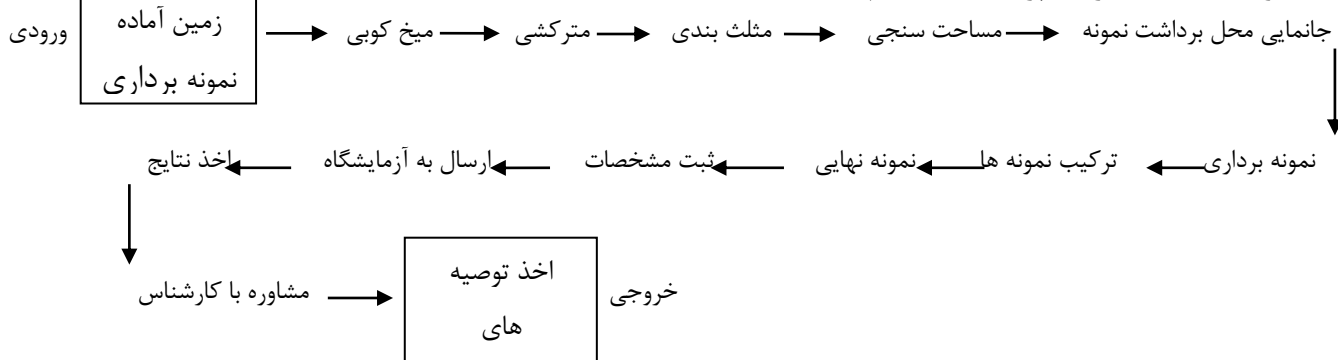 ورودی
زمین آماده
نمونه برداری
میخ کوبی
مترکشی
مثلث بندی
مساحت سنجی
جانمایی محل برداشت نمونه
نمونه برداری
ترکیب نمونه ها
نمونه نهایی
ثبت مشخصات
ارسال به آزمایشگاه
اخذ نتایج
مشاوره با کارشناس
اخذ توصیه
های
خروجی